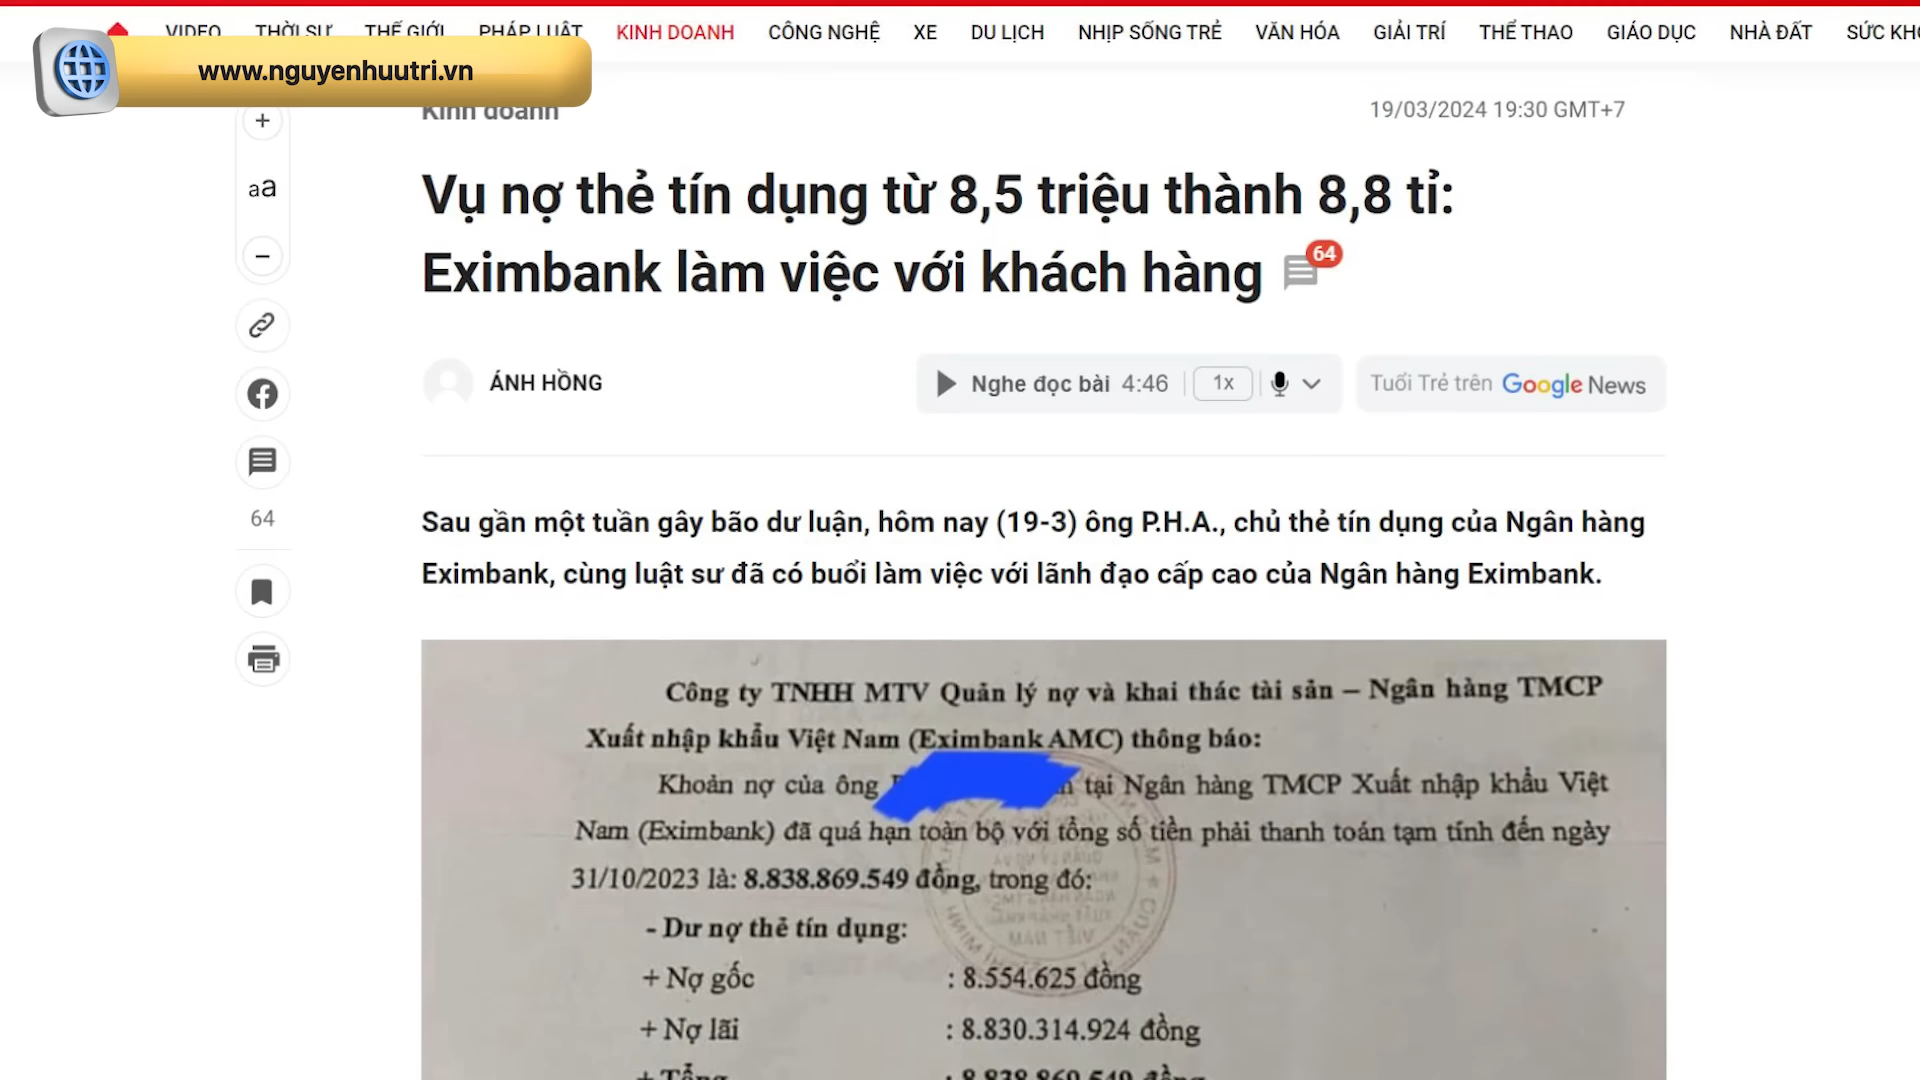 VIDEO THỜI SỰ THẾ GIỚI PHÁP LUẬT KINH DOANH CÔNG NGHỆ XE DU LỊCH NHỊP SỐNG TRẺ VĂN HÓA GIẢI TRÍ THỂ THAO GIÁO DỤC NHÀ ĐẤT SỨC
www.nguyenhuutri.vn
Kinh doanh 19/03/2024 19:30 GMT+7
aa
Vụ nợ thẻ tín dụng từ 8,5 triệu thành 8,8 tỉ:
Eximbank làm việc với khách hàng 64
ÁNH HỒNG Nghe đọc bài 4:46 1x Tuổi Trẻ trên Google News
64
Sau gần một tuần gây bão dư luận, hôm nay (19-3) ông P.H.A., chủ thẻ tín dụng của Ngân hàng
Eximbank, cùng luật sư đã có buổi làm việc với lãnh đạo cấp cao của Ngân hàng Eximbank.
Công ty TNHH MTV Quản lý nợ và khai thác tài sản – Ngân hàng TMCP
Xuất nhập khẩu Việt Nam (Eximbank AMC) thông báo:
Khoản nợ của ông tại Ngân hàng TMCP Xuất nhập khẩu Việt
Nam (Eximbank) đã quá hạn toàn bộ với tổng số tiền phải thanh toán tạm tính đến ngày
31/10/2023 là: 8.838.869.549 đồng, trong đó:
- Dư nợ thẻ tín dụng:
+ Nợ gốc : 8.554.625 đồng
+ Nợ lãi : 8.830.314.924 đồng
+ Tổng : 8.838.869.549 đồng